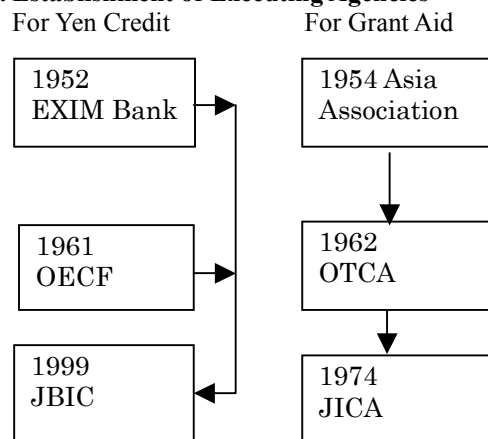 Establishment of Executing Agencies
For Yen Credit
For Grant Aid
1952
EXIM Bank
1954 Asia
Association
1961
OECF
1962
OTCA
1999
JBIC
1974
JICA